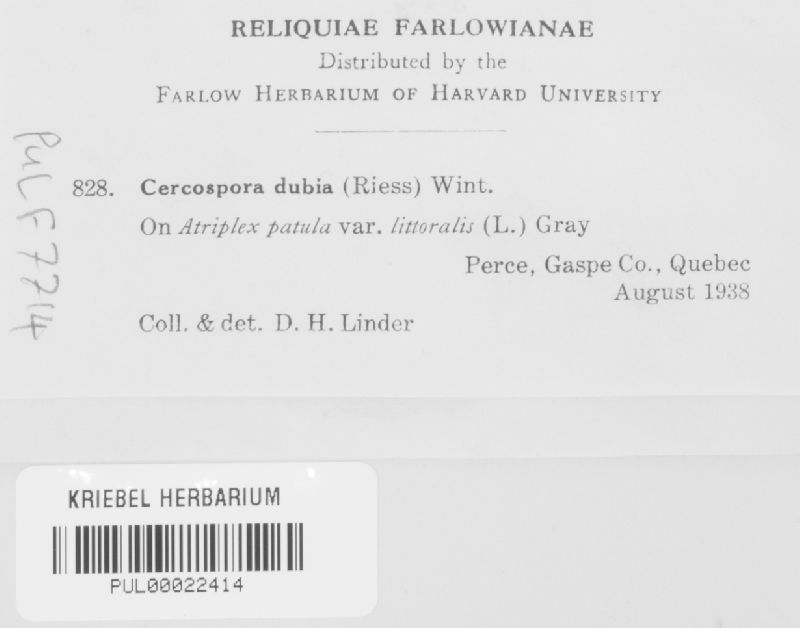 RELIQUIAE FARLOWIANAE
Distributed by the
FARLOW HERBARIUM OF HARVARD UNIVERSITY
828. Cercospora dubia (Riess) Wint.
On Atriplex patula var. littoralis (L.) Gray
Perce, Gaspe Co., Quebec
August 1938
Coll. & det. D. H. Linder
PUL F7714
KRIEBEL HERBARIUM
PUL00022414